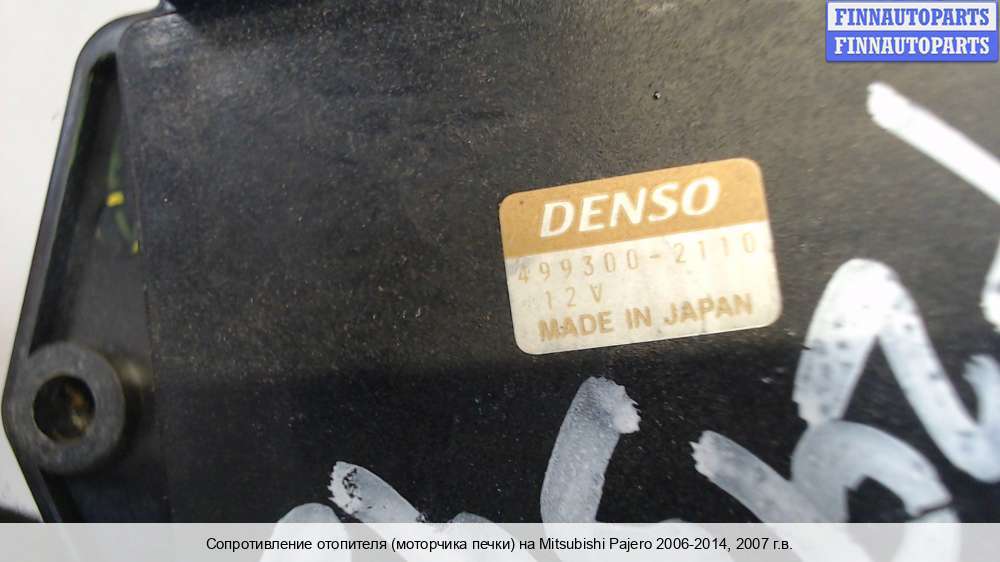 FINNAUTOPARTS
FINNAUTOPARTS
DENSO
499300-2110
12V
MADE IN JAPAN
Сопротивление отопителя (моторчика печки) на Mitsubishi Pajero 2006-2014, 2007 г.в.